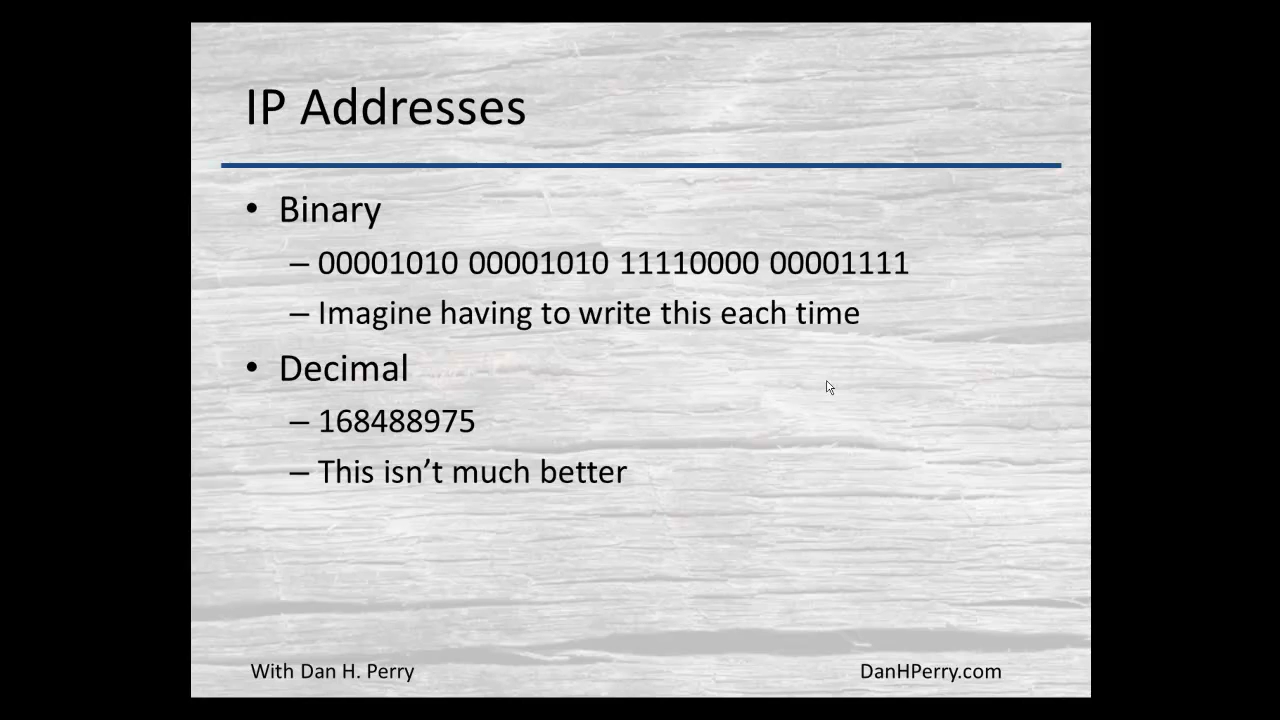 IP Addresses
• Binary
– 00001010 00001010 11110000 00001111
– Imagine having to write this each time
• Decimal
– 168488975
– This isn’t much better
With Dan H. Perry
DanHPerry.com